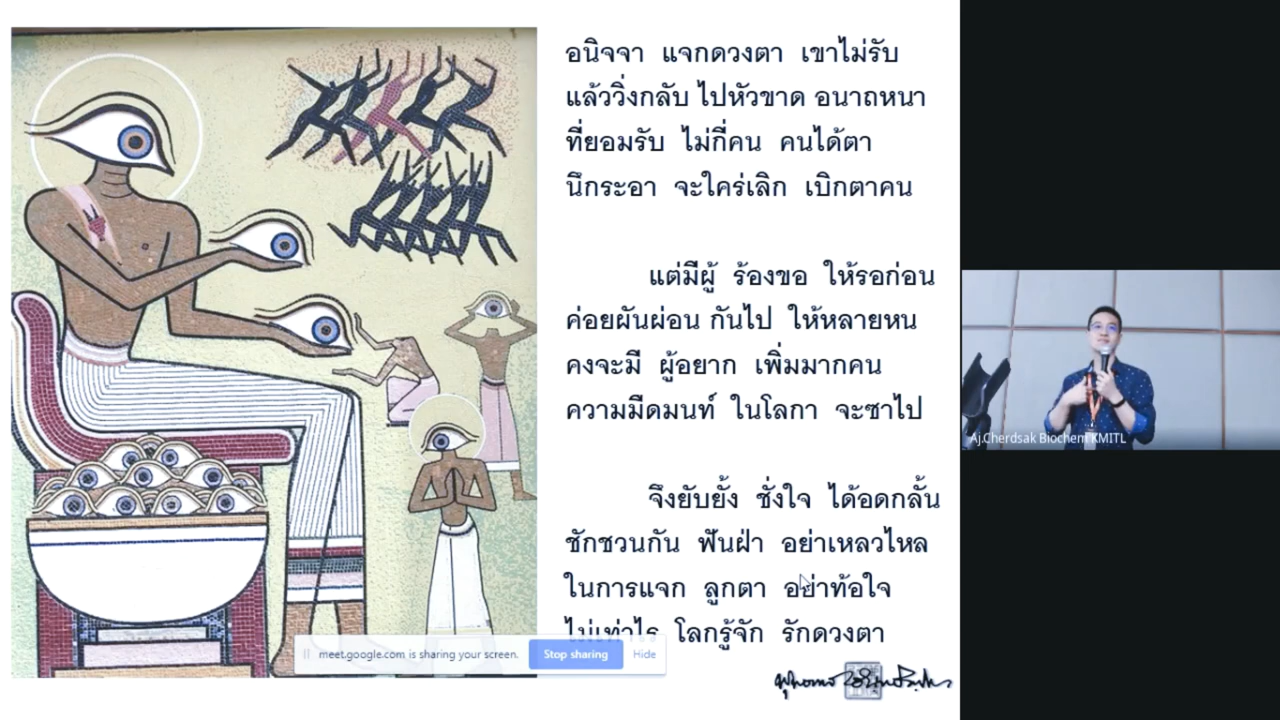 อนิจจา แจกดวงตา เขาไม่รับ
แล้ววิ่งกลับ ไปหัวขาด อนาถหนา
ที่ยอมรับ ไม่กี่คน คนได้ตา
นึกระอา จะใคร่เลิก เบิกตาคน
แต่มีผู้ ร้องขอ ให้รอก่อน
ค่อยผันผ่อน กันไป ให้หลายหน
คงจะมี ผู้อยาก เพิ่มมากคน
ความมืดมนท์ ในโลกา จะซาไป
จึงยับยั้ง ชั่งใจ ได้อดกลั้น
ชักชวนกัน ฟันฝ่า อย่าเหลวไหล
ในการแจก ลูกตา อย่าท้อใจ
ไม่เท่าไร โลกรู้จัก รักดวงตา
meet.google.com is sharing your screen.
Stop sharing
Hide
Aj.Cherdsak Biochem KMITL